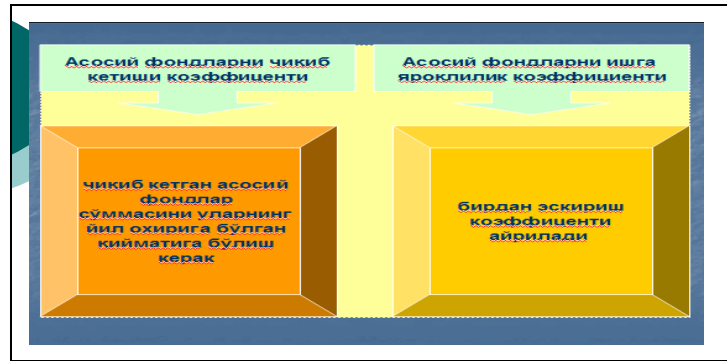 Асосий фондларни чикиб
кетиши коэффиценти
Асосий фондларни ишга
яроклилик коэффициенти
чикиб кетган асосий
фондлар
сўммасини уларнинг
йил охирига бўлган
кийматига бўлиш
керак
бирдан эскириш
коэффиценти
айрилади